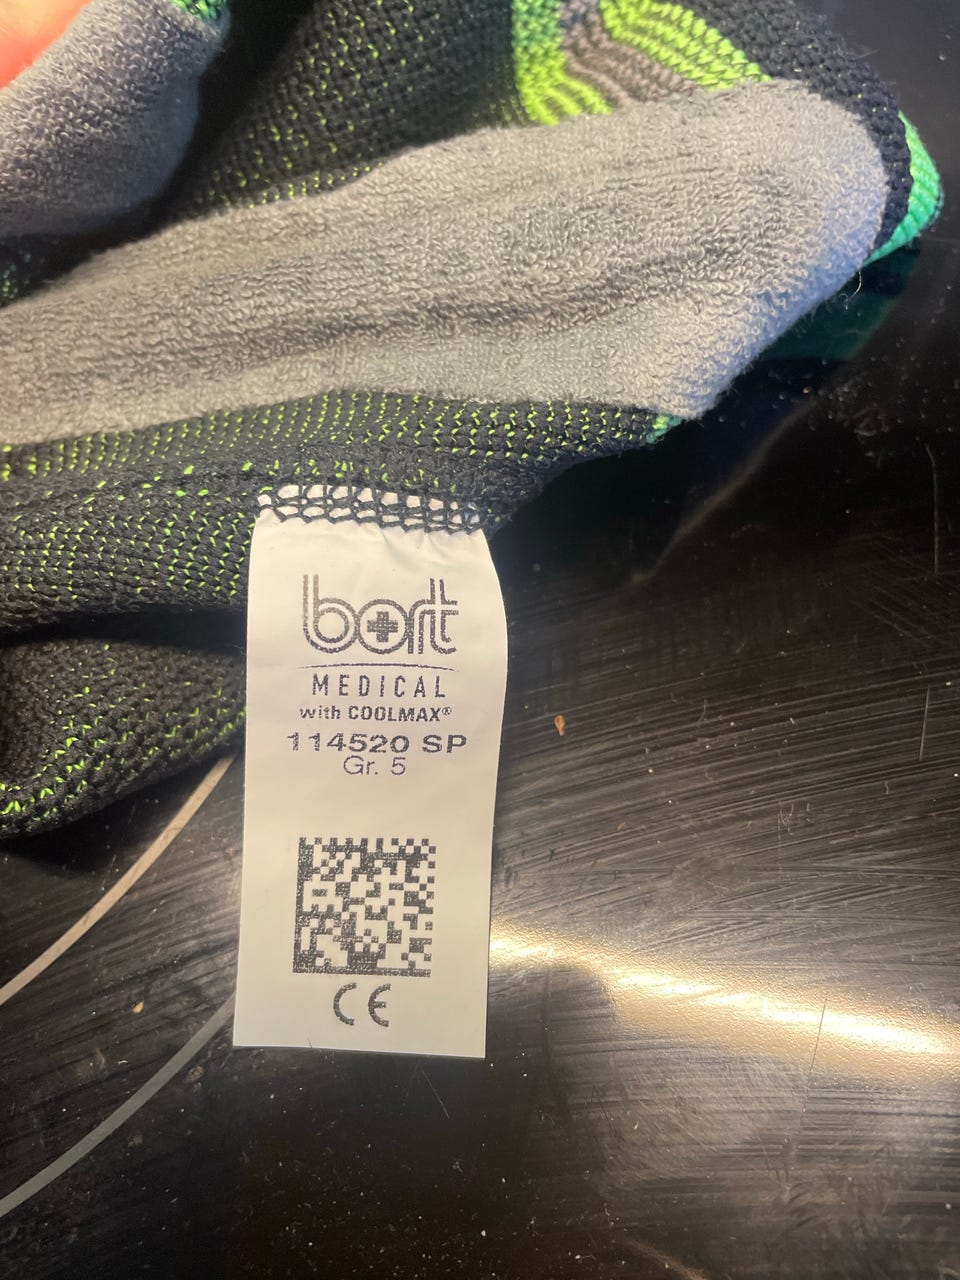 bort
MEDICAL
with COOLMAX®
114520 SP
Gr. 5
CE